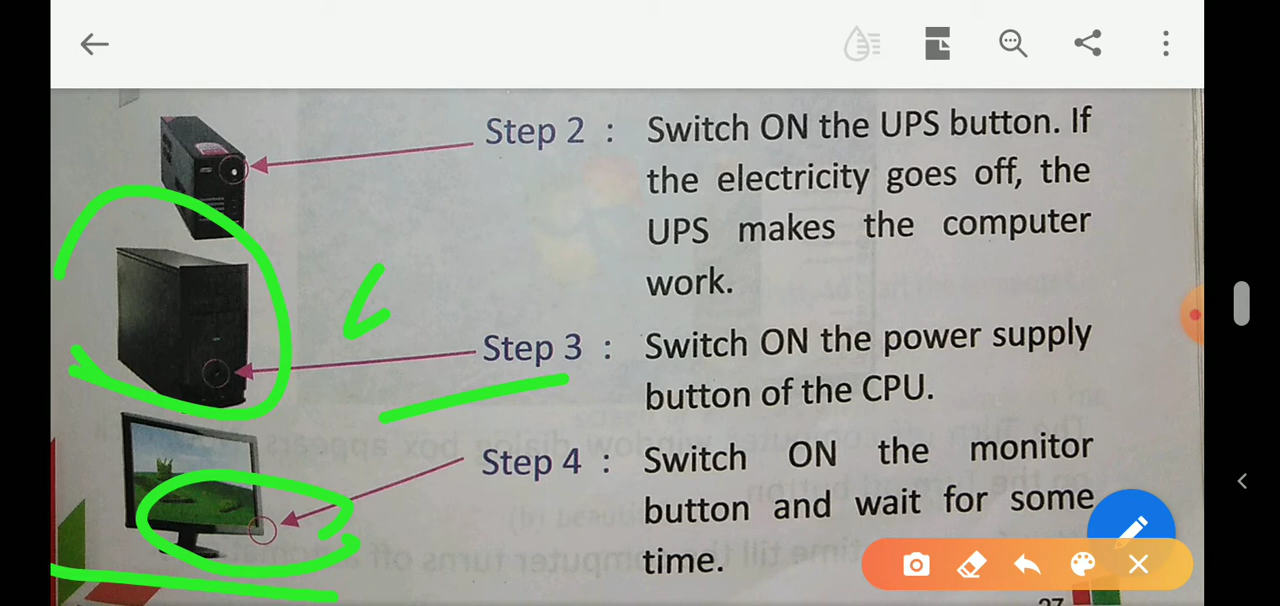 Step 2 : Switch ON the UPS button. If
the electricity goes off, the
UPS makes the computer
work.
Step 3 : Switch ON the power supply
button of the CPU.
Step 4 : Switch ON the monitor
button and wait for some
time.
27